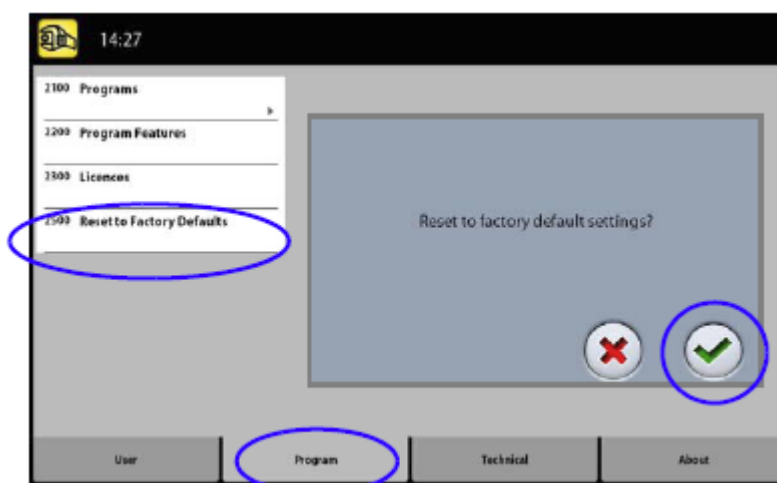 14:27
2100 Programs
2200 Program Features
2300 Licences
2500 Reset to Factory Defaults
Reset to factory default settings?
User
Program
Technical
About